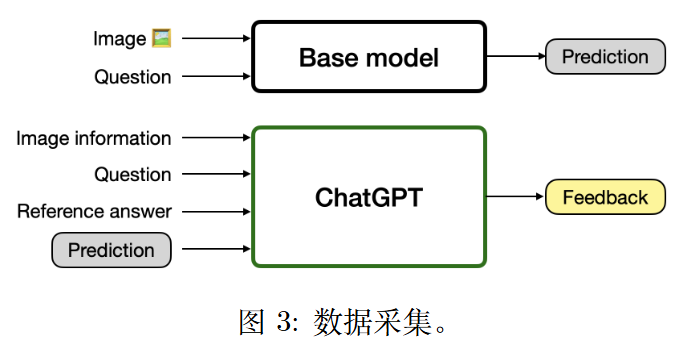 Image 🖼️
Question
Base model
Prediction
Image information
Question
Reference answer
Prediction
ChatGPT
Feedback
图 3: 数据采集。